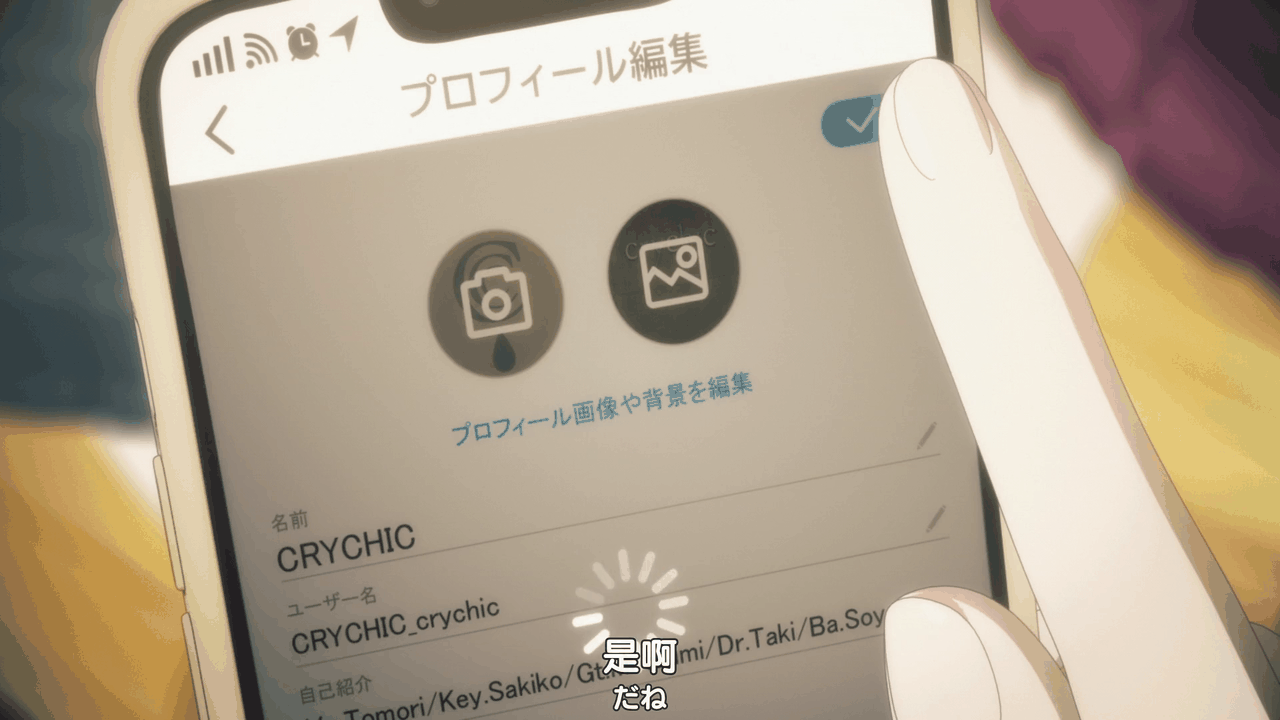 プロフィール編集
プロフィール画像や背景を編集
名前
CRYCHIC
ユーザー名
CRYCHIC_crychic
自己紹介
Tomori/Key.Sakiko/Gt. mi/Dr.Taki/Ba.Soy
是啊
だね